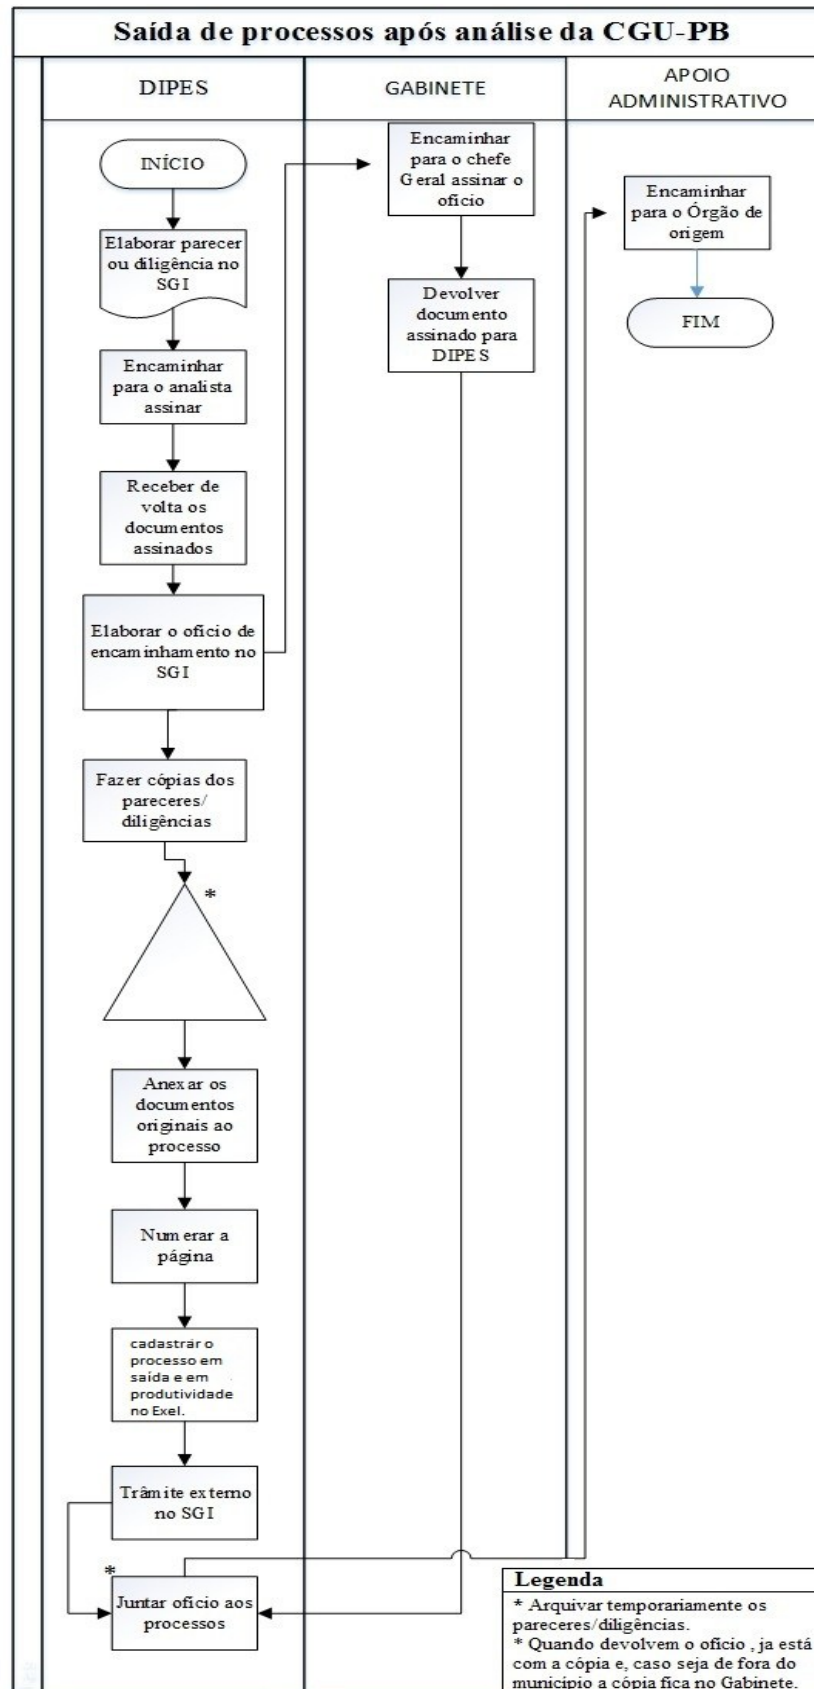 Saída de processos após análise da CGU-PB
DIPES
GABINETE
APOIO
ADMINISTRATIVO
INÍCIO
Elaborar parecer
ou diligência no
SGI
Encaminhar
para o analista
assinar
Receber de
volta os
documentos
assinados
Elaborar o ofício de
encaminhamento no
SGI
Fazer cópias dos
pareceres/
diligências
*
Anexar os
documentos
originais ao
processo
Numerar a
página
cadastrar o
processo em
saída e em
produtividade
no Exel.
Trâmite externo
no SGI
*
Juntar ofício aos
processos
Encaminhar
para o chefe
Geral assinar o
ofício
Devolver
documento
assinado para
DIPES
Encaminhar
para o Órgão de
origem
FIM
Legenda
* Arquivar temporariamente os
pareceres/diligências.
* Quando devolvem o ofício , ja está
com a cópia e, caso seja de fora do
município a cópia fica no Gabinete.